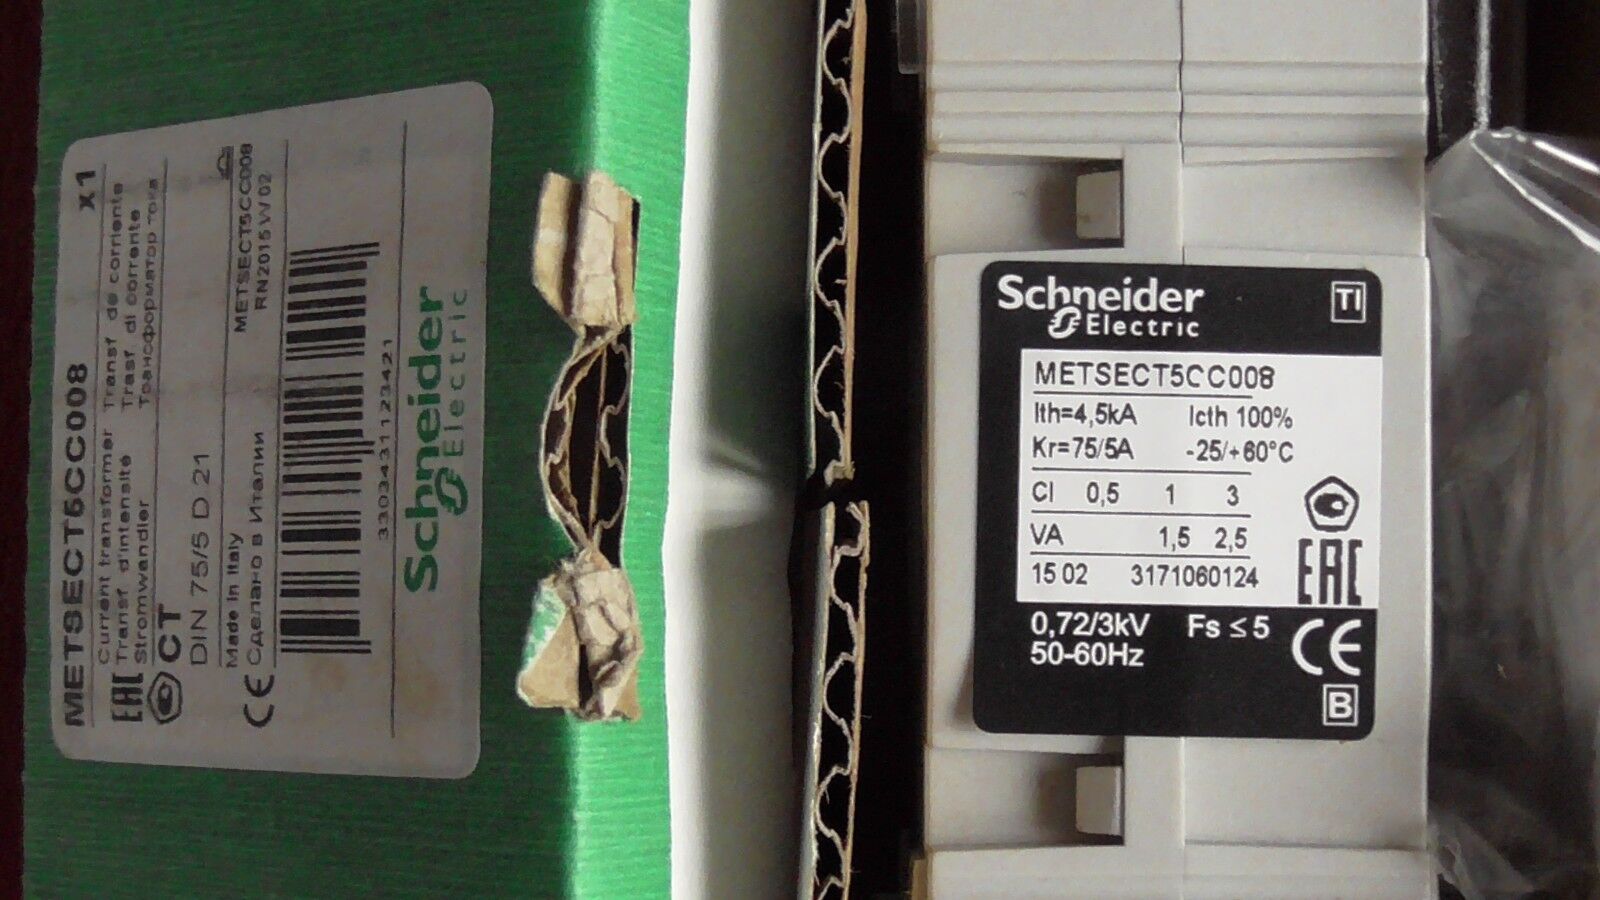 METSECT5CC008 x1
Current transformer Transf de corriente
Transf. d'intensité Trasf. di corrente
Stromwandler Трансформатор тока
EAC CT
DIN 75/5 D 21
Made in Italy METSECT5CC008
Сделано в Италии RN2015W02
CE
3303431123421
Schneider
Electric
Schneider
Electric
TI
METSECT5CC008
Ith=4,5kA Icth 100%
Kr=75/5A -25/+60°C
Cl 0,5 1 3
VA 1,5 2,5
15 02 3171060124
EAC
0,72/3kV Fs ≤ 5
50-60Hz
CE
B